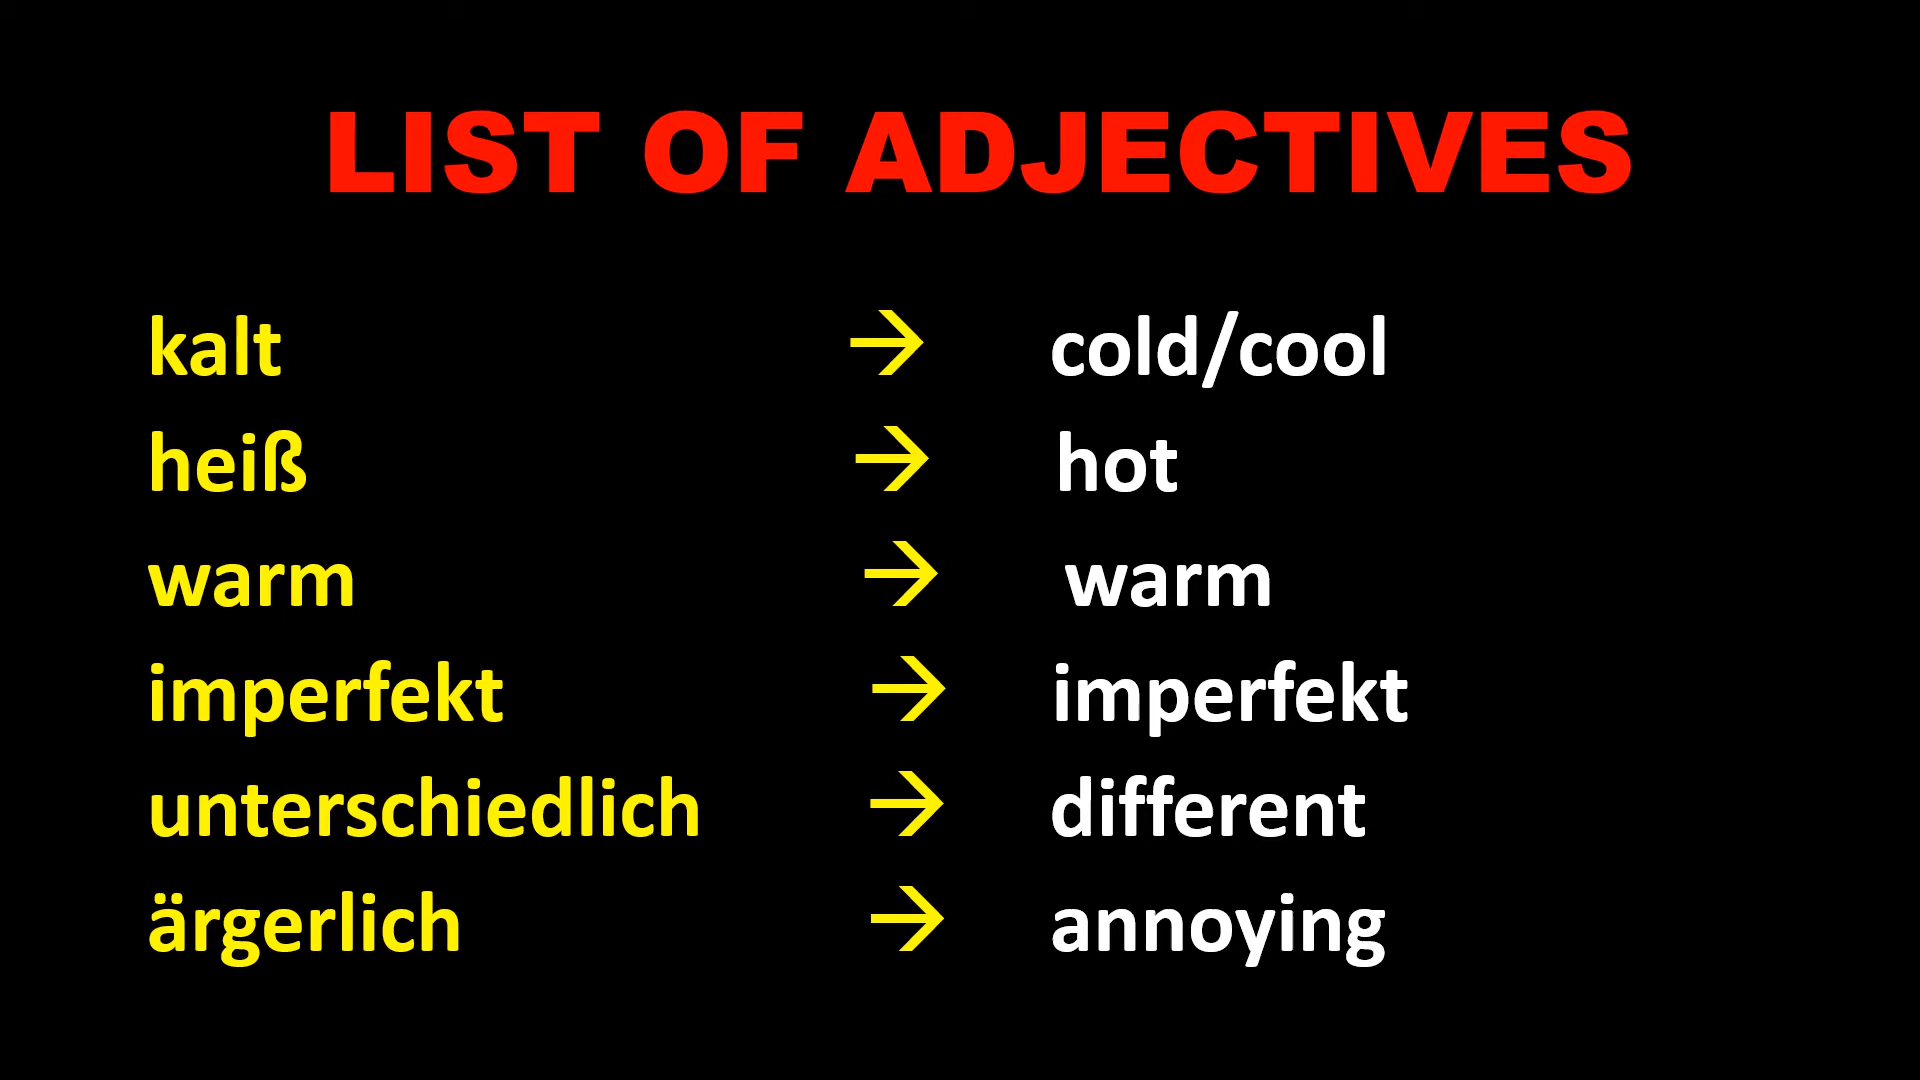 LIST OF ADJECTIVES
kalt → cold/cool
heiß → hot
warm → warm
imperfekt → imperfekt
unterschiedlich → different
ärgerlich → annoying